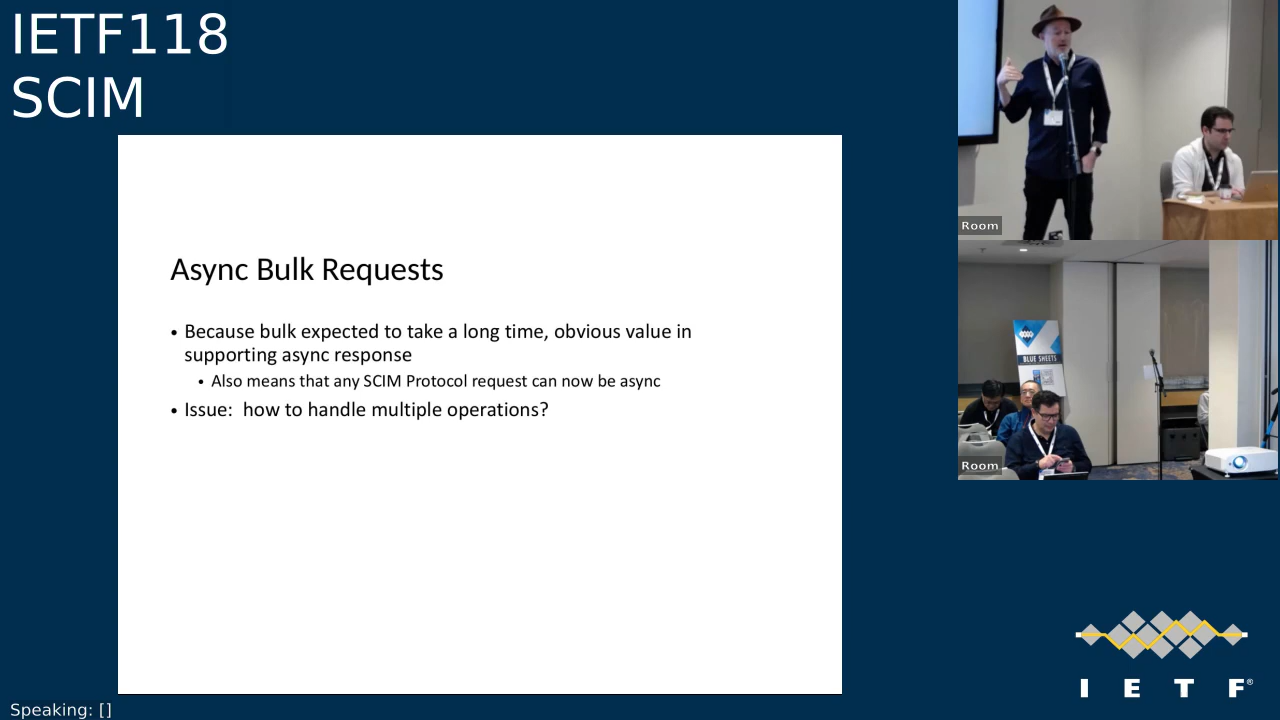 IETF118
SCIM
Async Bulk Requests
• Because bulk expected to take a long time, obvious value in
supporting async response
• Also means that any SCIM Protocol request can now be async
• Issue:  how to handle multiple operations?
Room
BLUE SHEETS
Room
I E T F®
Speaking: []